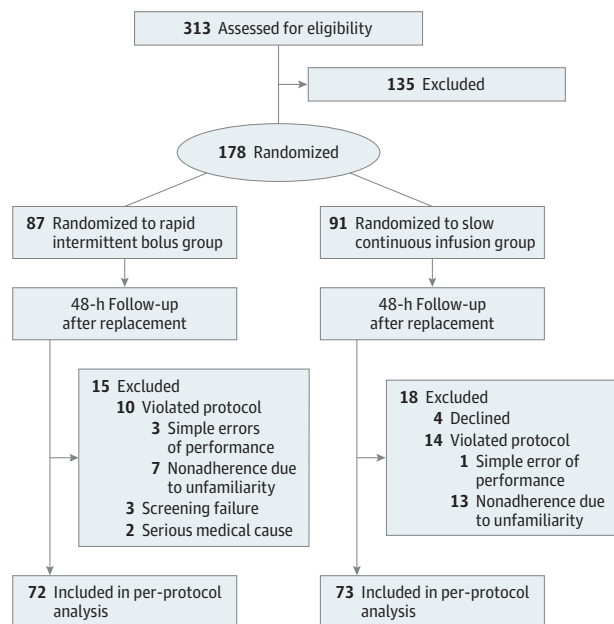 313 Assessed for eligibility
135 Excluded
178 Randomized
87 Randomized to rapid
intermittent bolus group
91 Randomized to slow
continuous infusion group
48-h Follow-up
after replacement
48-h Follow-up
after replacement
15 Excluded
10 Violated protocol
3 Simple errors
of performance
7 Nonadherence due
to unfamiliarity
3 Screening failure
2 Serious medical cause
18 Excluded
4 Declined
14 Violated protocol
1 Simple error of
performance
13 Nonadherence due
to unfamiliarity
72 Included in per-protocol
analysis
73 Included in per-protocol
analysis